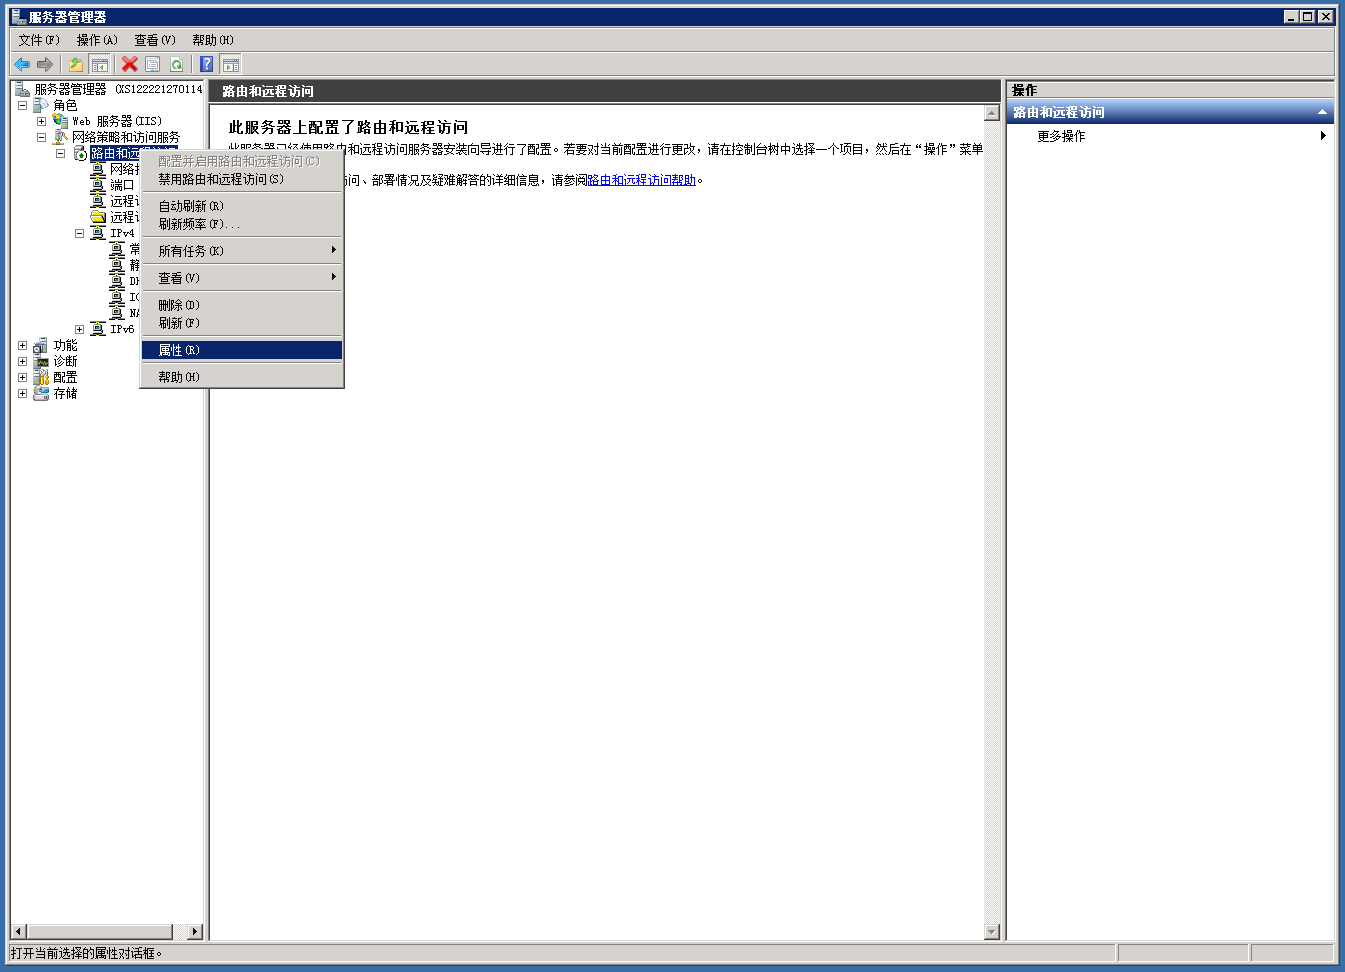 服务器管理器
文件(F) 操作(A) 查看(V) 帮助(H)
服务器管理器 (XS122221270114
角色
Web 服务器(IIS)
网络策略和访问服务
路由和远程访问
网络
端口
远程
远程
IPv4
常
静
NA
IPv6
功能
诊断
配置
存储
配置并启用路由和远程访问(C)
禁用路由和远程访问(S)
自动刷新(R)
刷新频率(F)...
所有任务(K)
查看(V)
删除(D)
刷新(F)
属性(R)
帮助(H)
路由和远程访问
此服务器上配置了路由和远程访问
此服务器已经使用路由和远程访问服务器安装向导进行了配置。若要对当前配置进行更改，请在控制台树中选择一个项目，然后在“操作”菜单
问、部署情况及疑难解答的详细信息，请参阅路由和远程访问帮助。
操作
路由和远程访问
更多操作
打开当前选择的属性对话框。